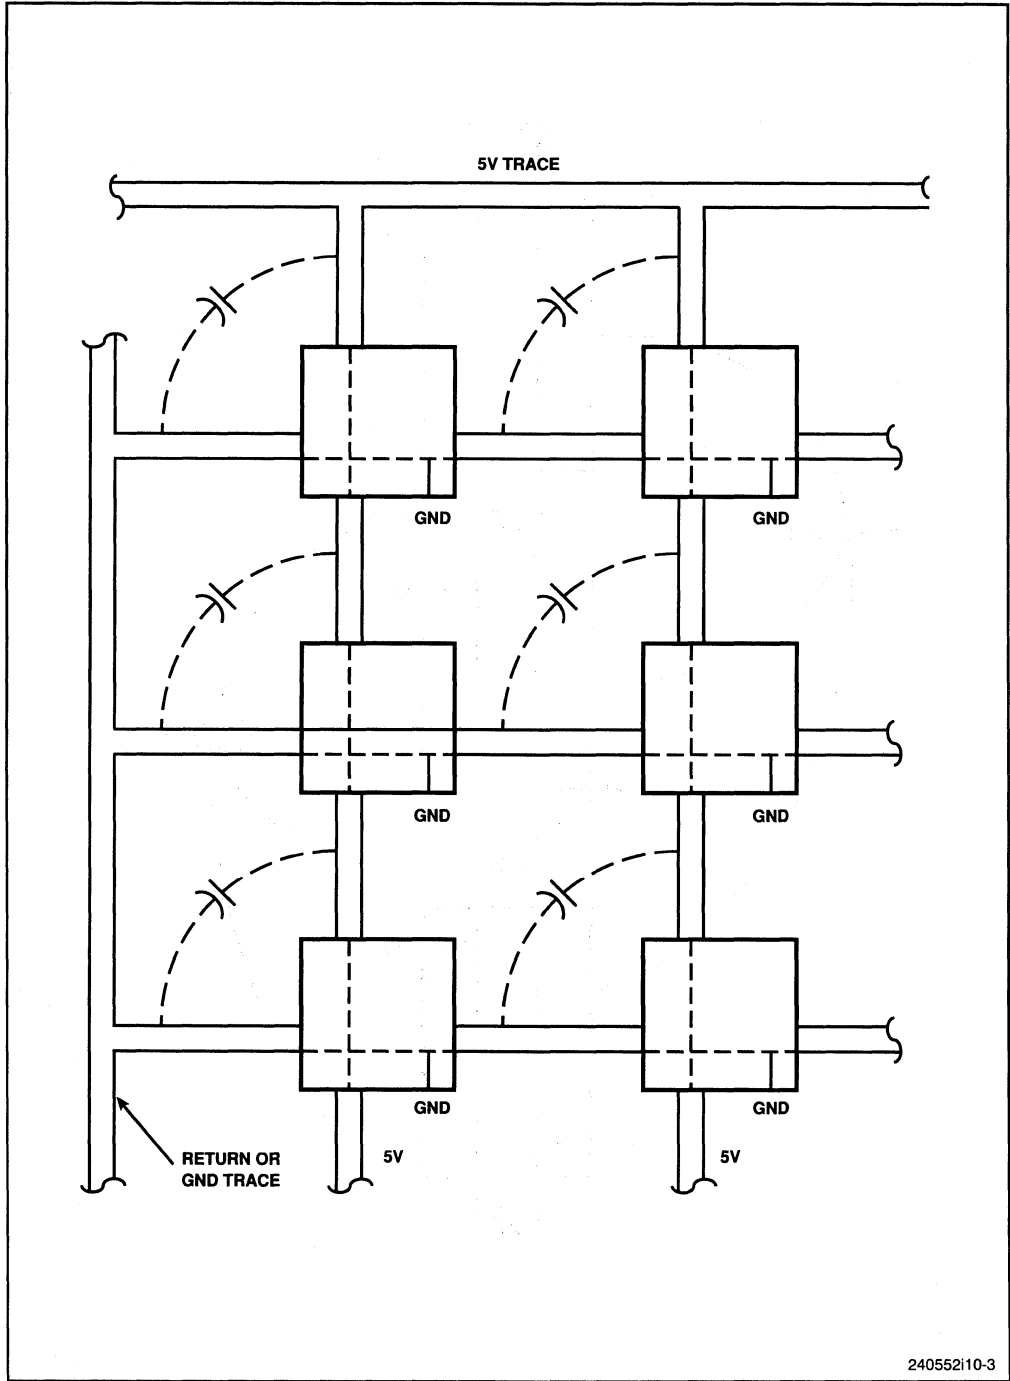 5V TRACE
GND
GND
GND
GND
GND
GND
RETURN OR
GND TRACE
5V
5V
240552i10-3